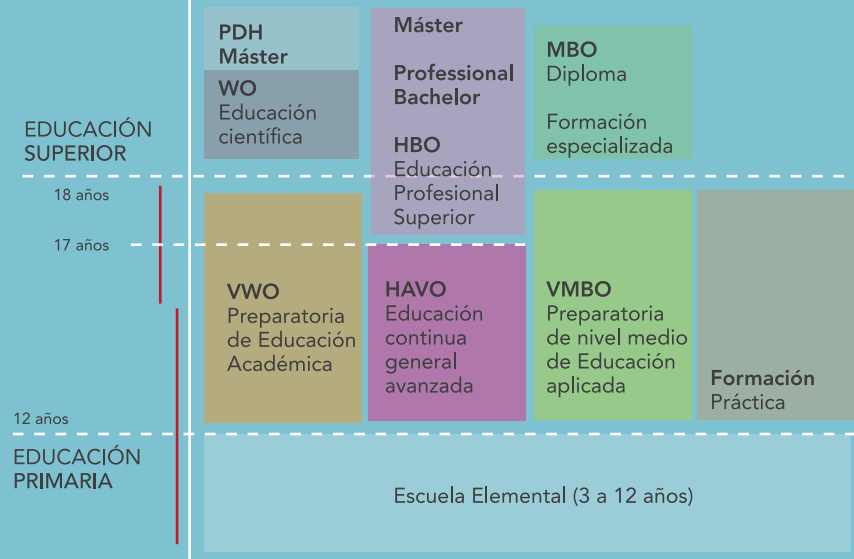 PDH
Máster
WO
Educación
científica
Máster
Professional
Bachelor
HBO
Educación
Profesional
Superior
MBO
Diploma
Formación
especializada
EDUCACIÓN
SUPERIOR
18 años
17 años
VWO
Preparatoria
de Educación
Académica
HAVO
Educación
continua
general
avanzada
VMBO
Preparatoria
de nivel medio
de Educación
aplicada
Formación
Práctica
12 años
EDUCACIÓN
PRIMARIA
Escuela Elemental (3 a 12 años)